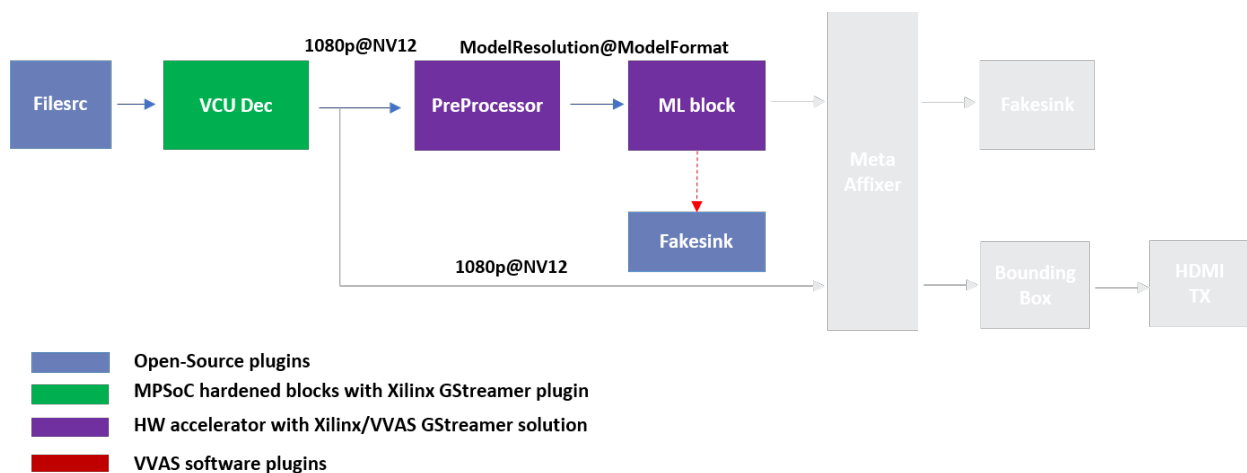 1080p@NV12
ModelResolution@ModelFormat
Filesrc
VCU Dec
PreProcessor
ML block
Fakesink
Meta
Affixer
Fakesink
1080p@NV12
Bounding
Box
HDMI
TX
Open-Source plugins
MPSoC hardened blocks with Xilinx GStreamer plugin
HW accelerator with Xilinx/VVAS GStreamer solution
VVAS software plugins